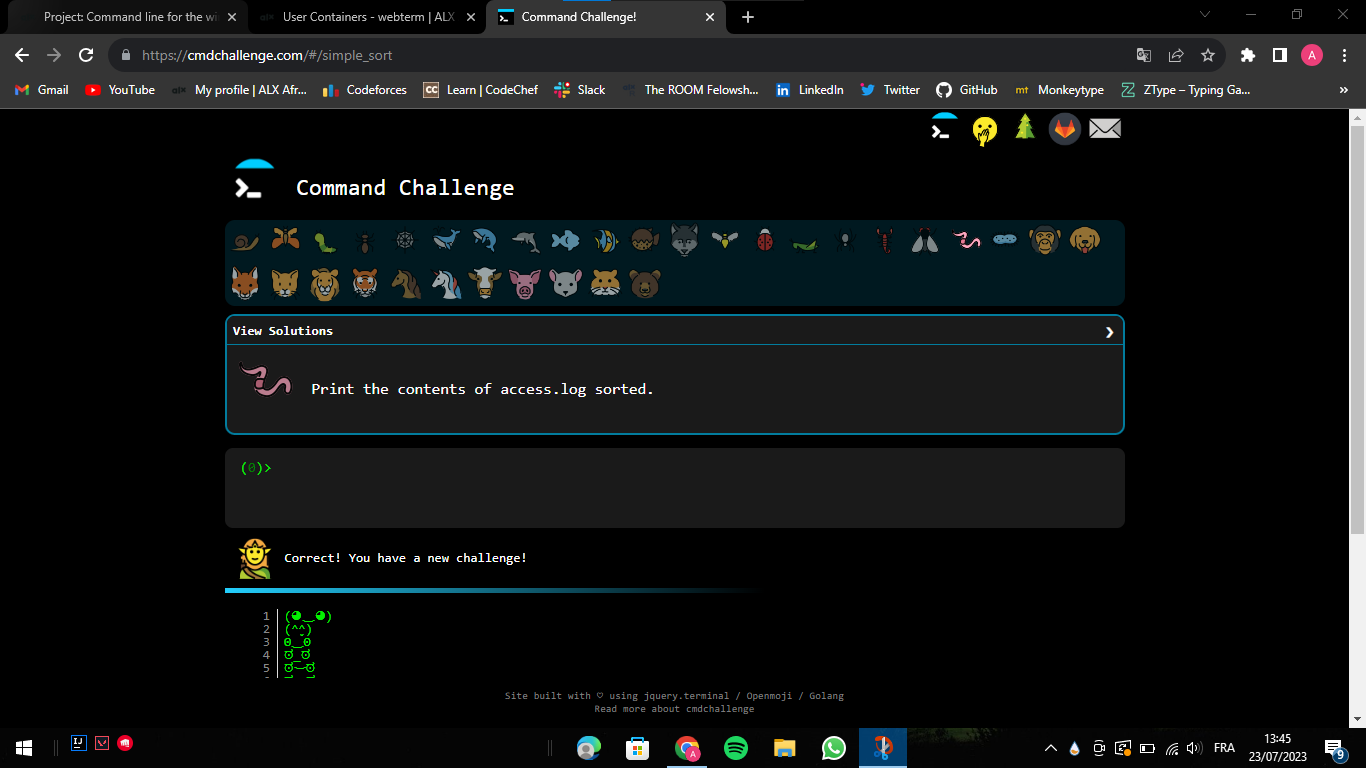 Project: Command line for the wi
User Containers - webterm | ALX
Command Challenge!
https://cmdchallenge.com/#/simple_sort
A
Gmail
YouTube
My profile | ALX Afr...
Codeforces
Learn | CodeChef
Slack
The ROOM Felowsh...
LinkedIn
Twitter
GitHub
mt Monkeytype
ZType – Typing Ga...
»
Command Challenge
View Solutions
Print the contents of access.log sorted.
(0)>
Correct! You have a new challenge!
1
2
3
4
5
Site built with ♡ using jquery.terminal / Openmoji / Golang
Read more about cmdchallenge
FRA
13:45
23/07/2023
9